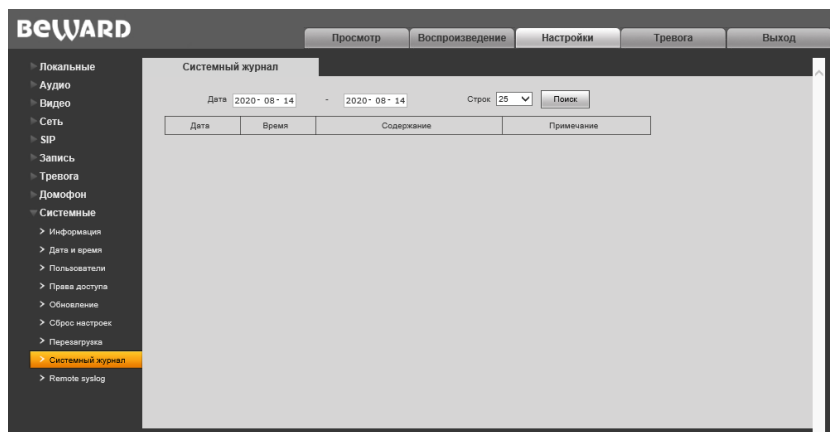 BEWARD
Просмотр Воспроизведение Настройки Тревога Выход
Локальные
Аудио
Видео
Сеть
SIP
Запись
Тревога
Домофон
Системные
> Информация
> Дата и время
> Пользователи
> Права доступа
> Обновление
> Сброс настроек
> Перезагрузка
> Системный журнал
> Remote syslog
Системный журнал
Дата 2020-08-14 - 2020-08-14 Строк 25 Поиск
Дата Время Содержание Примечание